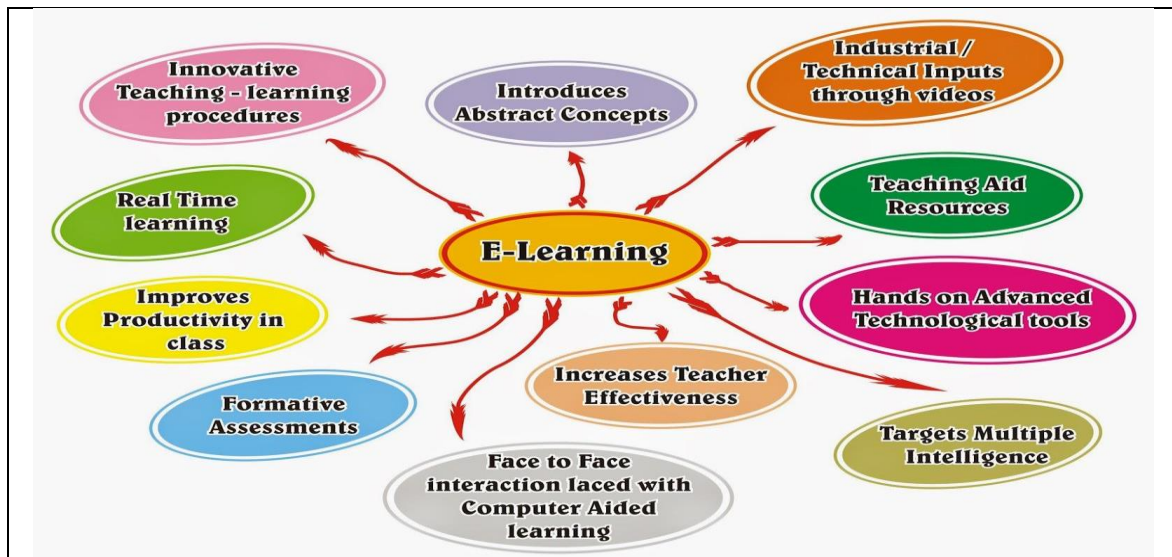 Innovative
Teaching - learning
procedures
Introduces
Abstract Concepts
Industrial /
Technical Inputs
through videos
Real Time
learning
Teaching Aid
Resources
E-Learning
Improves
Productivity in
class
Hands on Advanced
Technological tools
Formative
Assessments
Increases Teacher
Effectiveness
Targets Multiple
Intelligence
Face to Face
interaction laced with
Computer Aided
learning